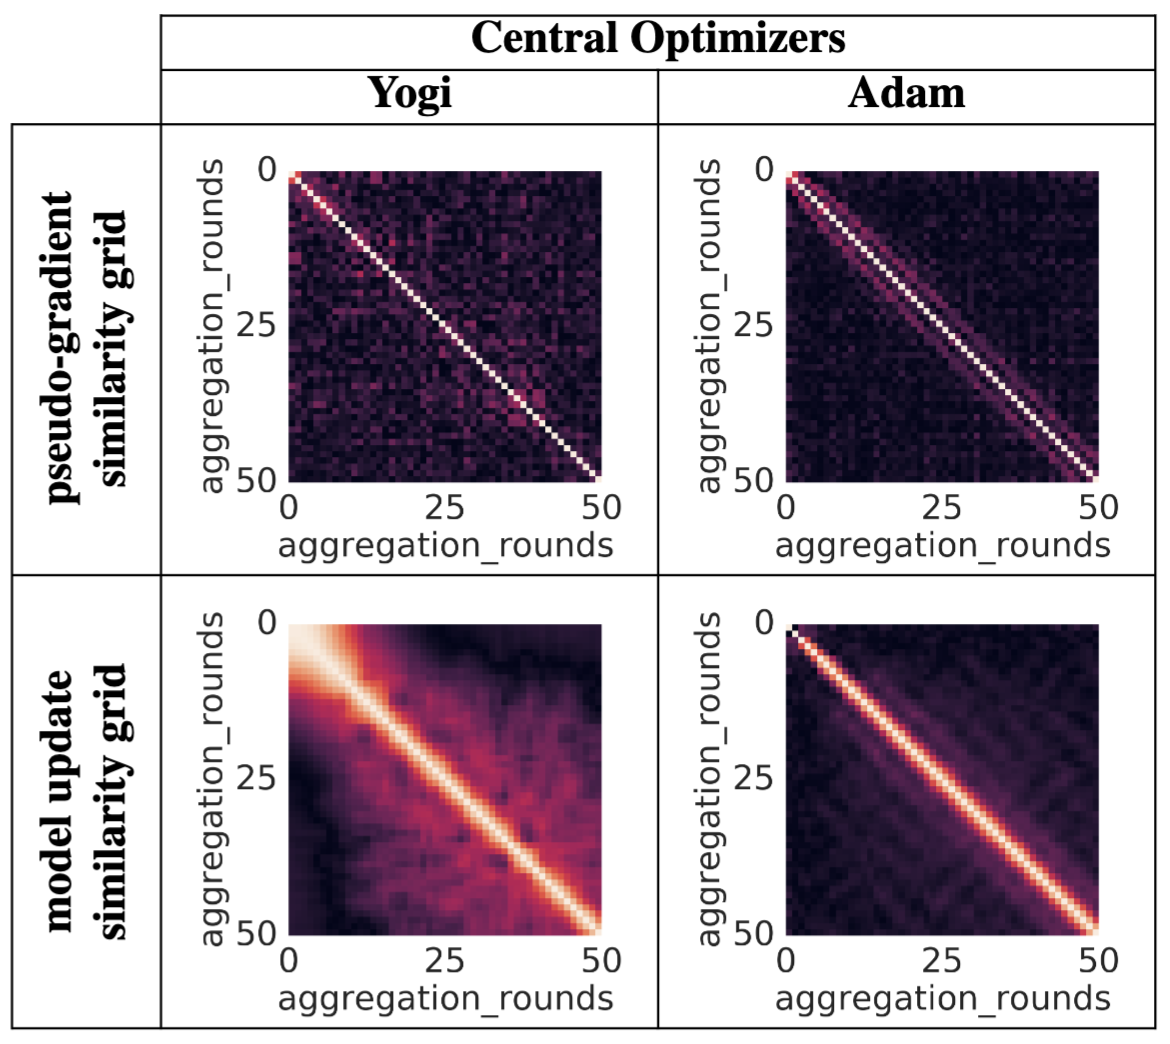 Central Optimizers
Yogi
Adam
pseudo-gradient
similarity grid
aggregation_rounds
0
25
50
0
25
50
aggregation_rounds
aggregation_rounds
0
25
50
0
25
50
aggregation_rounds
model update
similarity grid
aggregation_rounds
0
25
50
0
25
50
aggregation_rounds
aggregation_rounds
0
25
50
0
25
50
aggregation_rounds